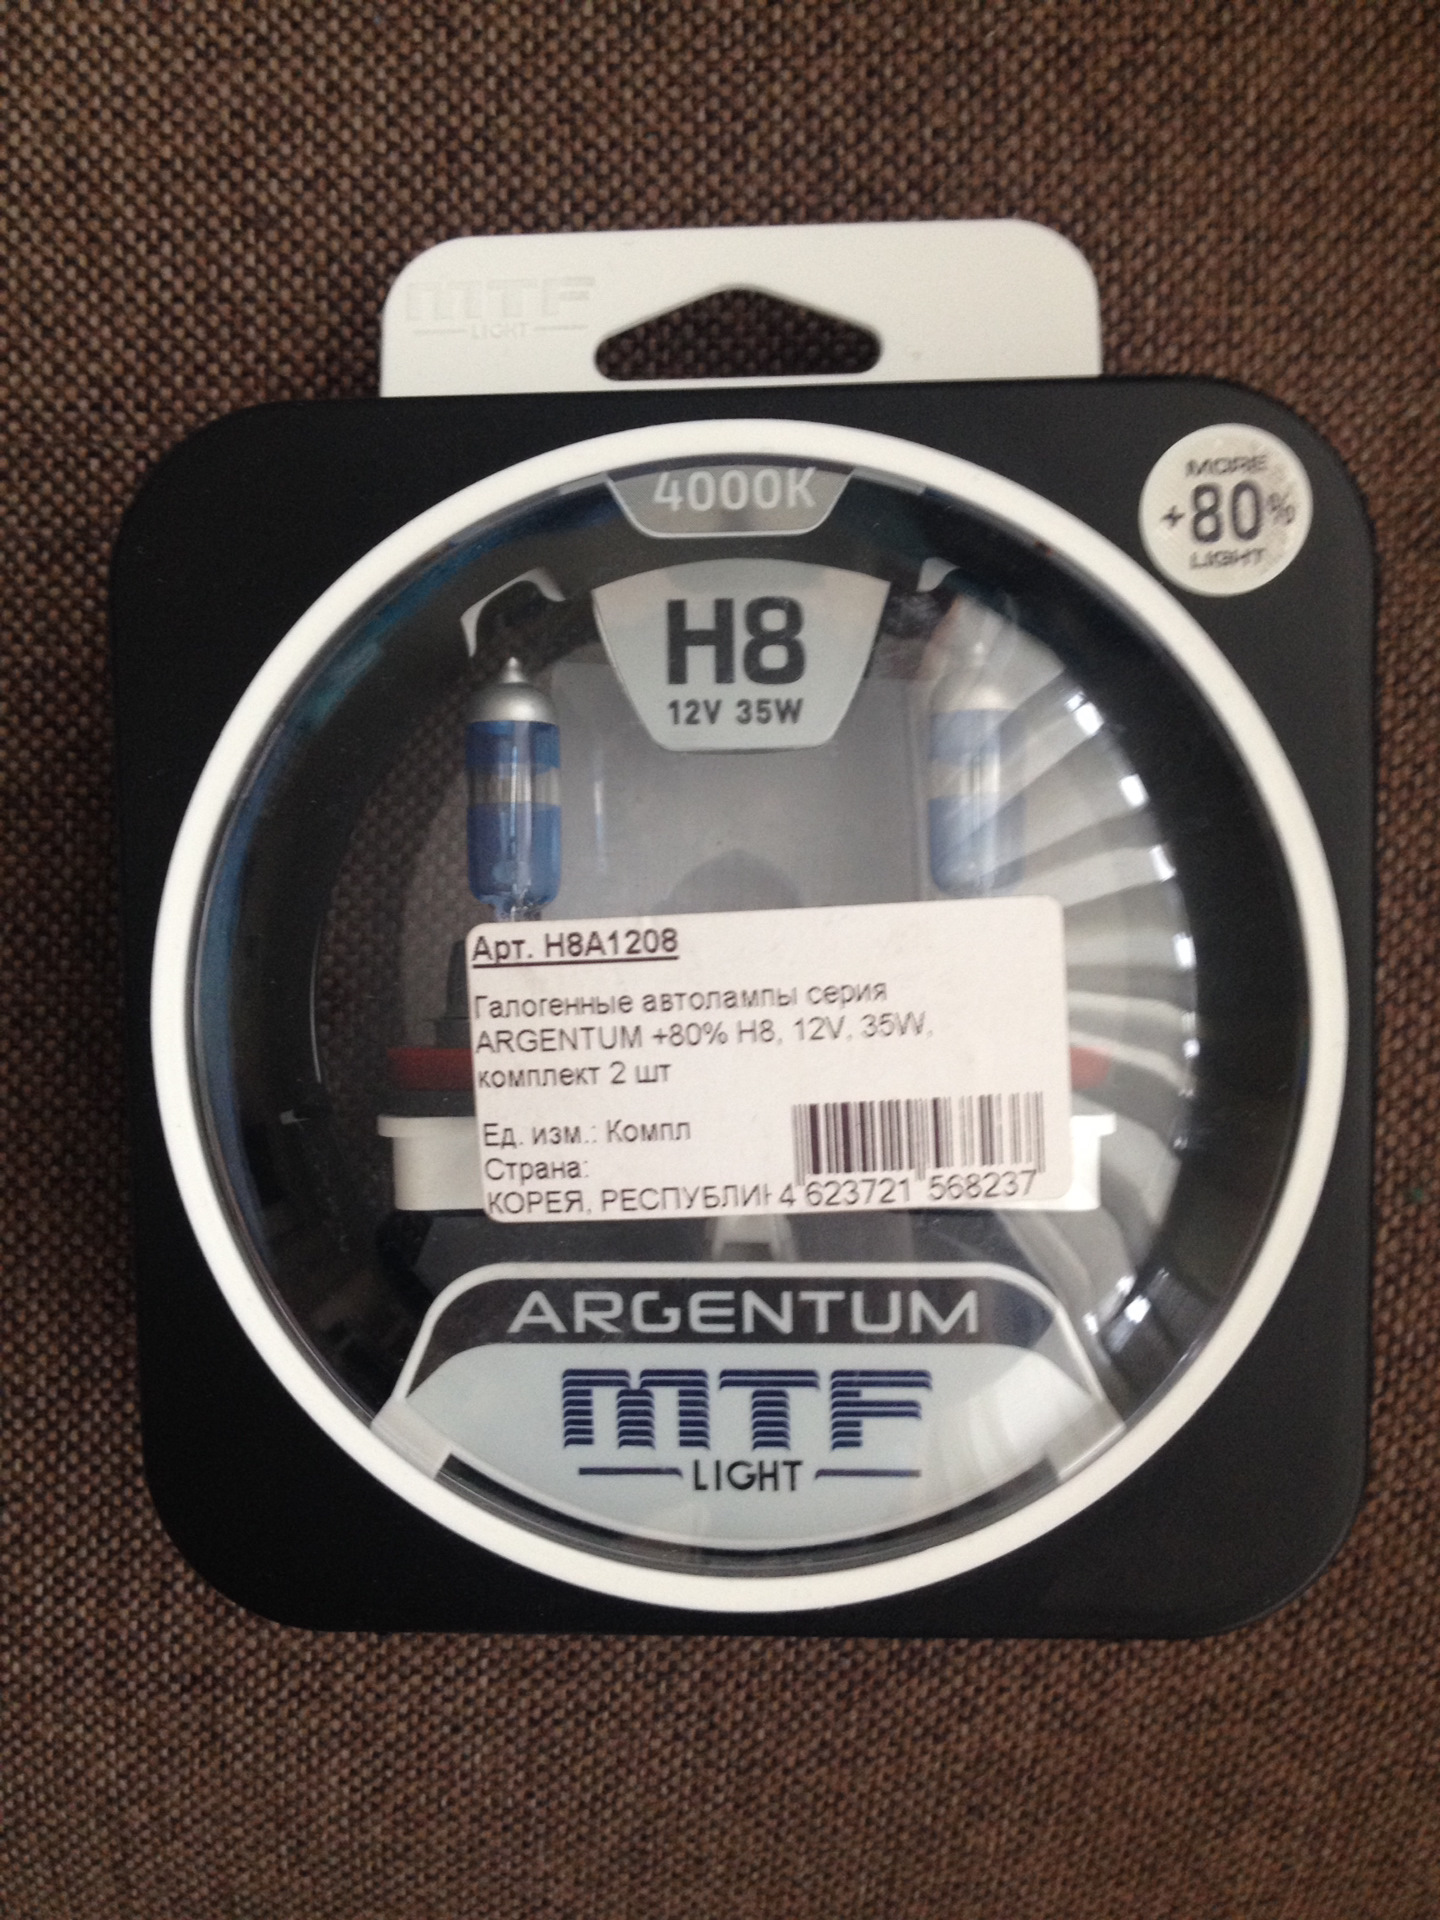 MTF
LIGHT
4000K
MORE
+80%
LIGHT
H8
12V 35W
Арт. H8A1208
Галогенные автолампы серия
ARGENTUM +80% H8, 12V, 35W,
комплект 2 шт
Ед. изм.: Компл
Страна:
КОРЕЯ, 4 623721 568237
ARGENTUM
MTF
LIGHT